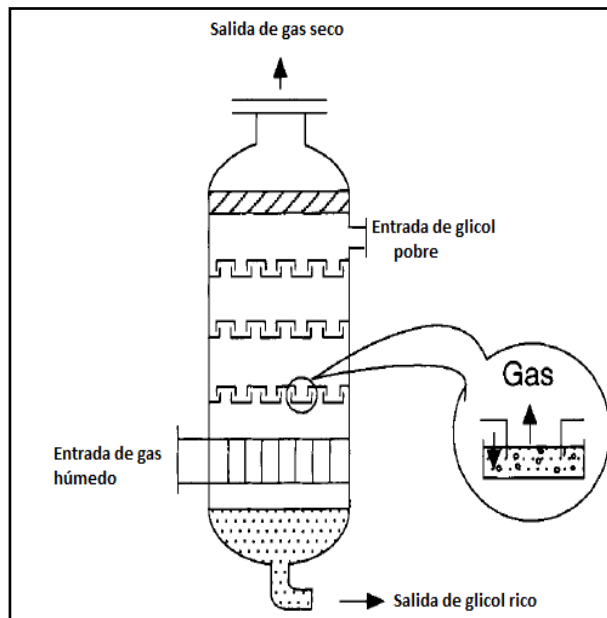 Salida de gas seco
Entrada de glicol
pobre
Gas
Entrada de gas
húmedo
Salida de glicol rico